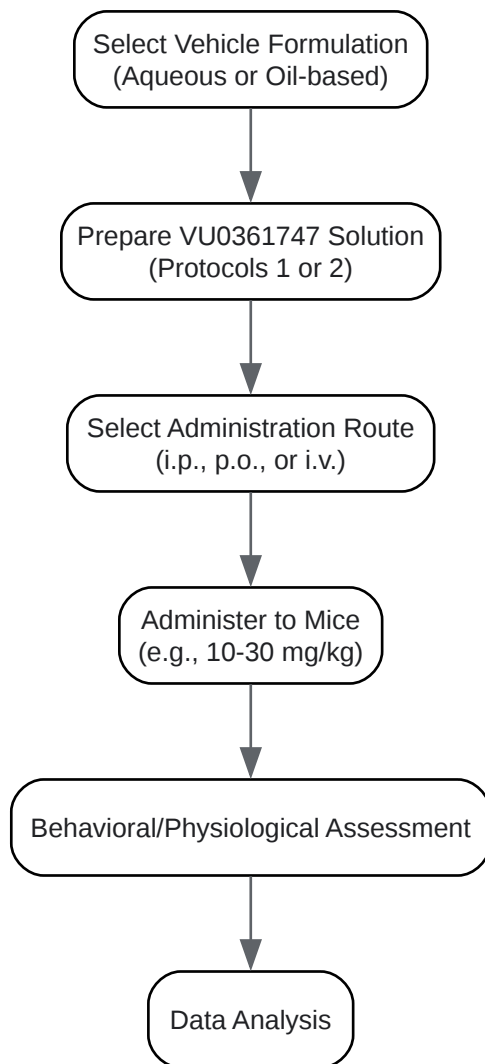 Select Vehicle Formulation
(Aqueous or Oil-based)
Prepare VU0361747 Solution
(Protocols 1 or 2)
Select Administration Route
(i.p., p.o., or i.v.)
Administer to Mice
(e.g., 10-30 mg/kg)
Behavioral/Physiological Assessment
Data Analysis